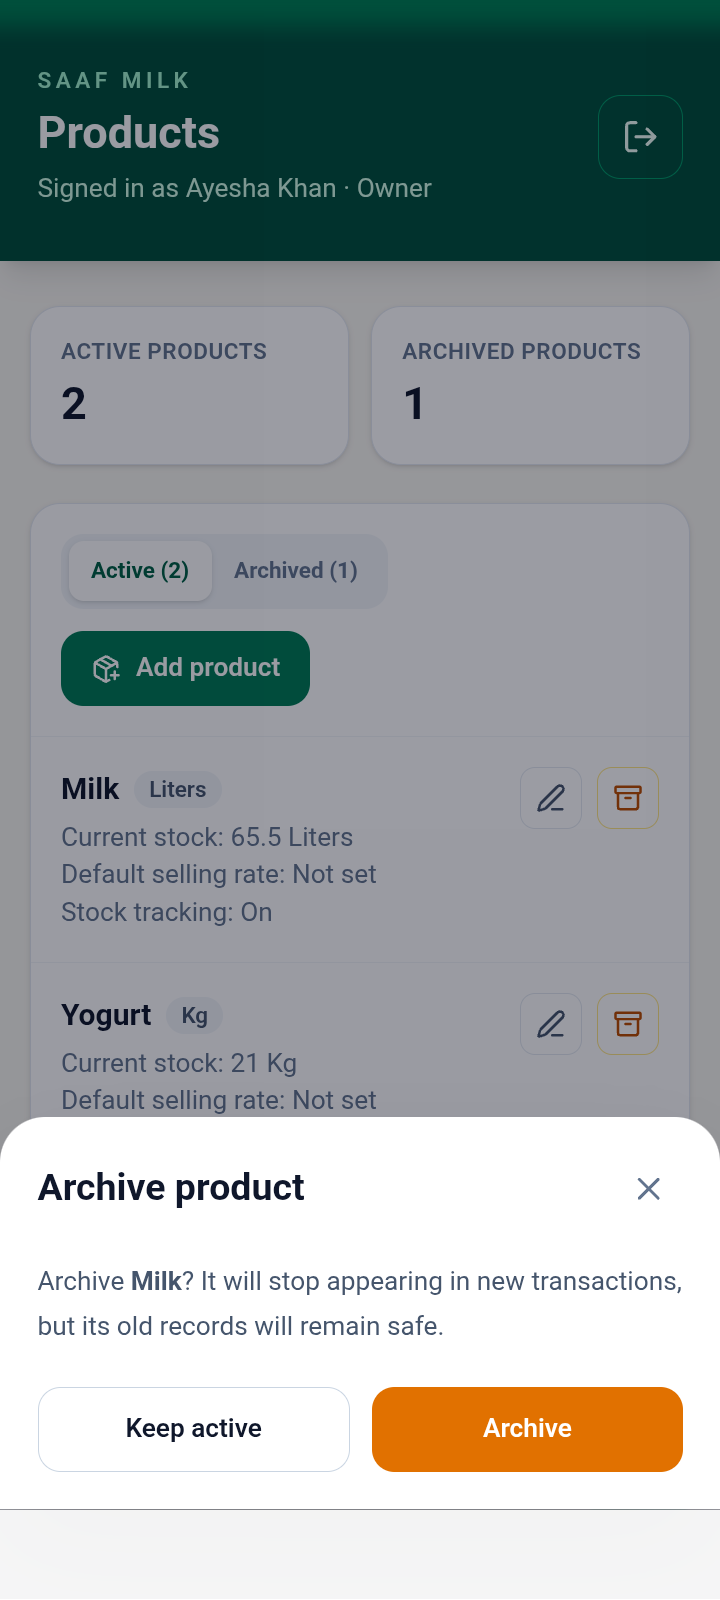 SAAF MILK
Products
Signed in as Ayesha Khan · Owner
ACTIVE PRODUCTS
2
ARCHIVED PRODUCTS
1
Active (2)
Archived (1)
Add product
Milk
Liters
Current stock: 65.5 Liters
Default selling rate: Not set
Stock tracking: On
Yogurt
Kg
Current stock: 21 Kg
Default selling rate: Not set
Archive product
Archive Milk? It will stop appearing in new transactions,
but its old records will remain safe.
Keep active
Archive